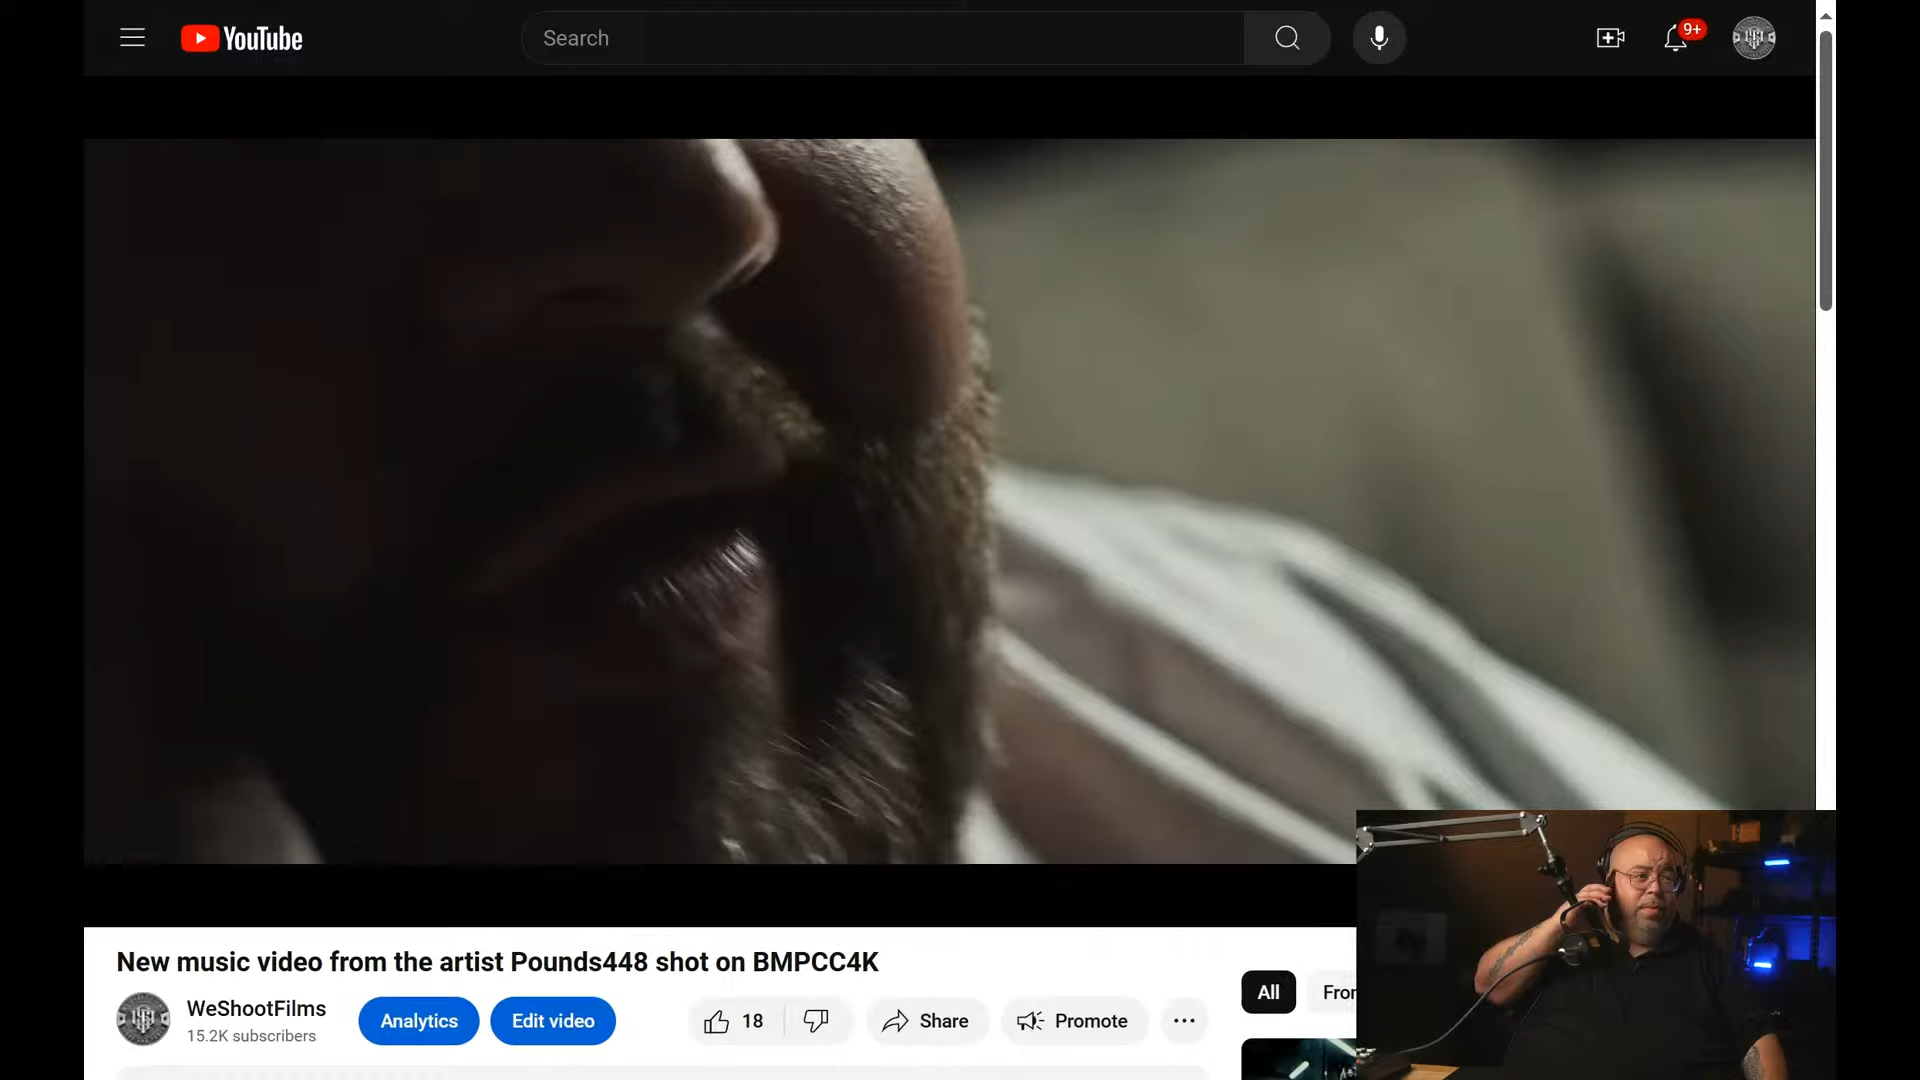 YouTube
Search
9+
New music video from the artist Pounds448 shot on BMPCC4K
WeShootFilms
15.2K subscribers
Analytics
Edit video
18
Share
Promote
All